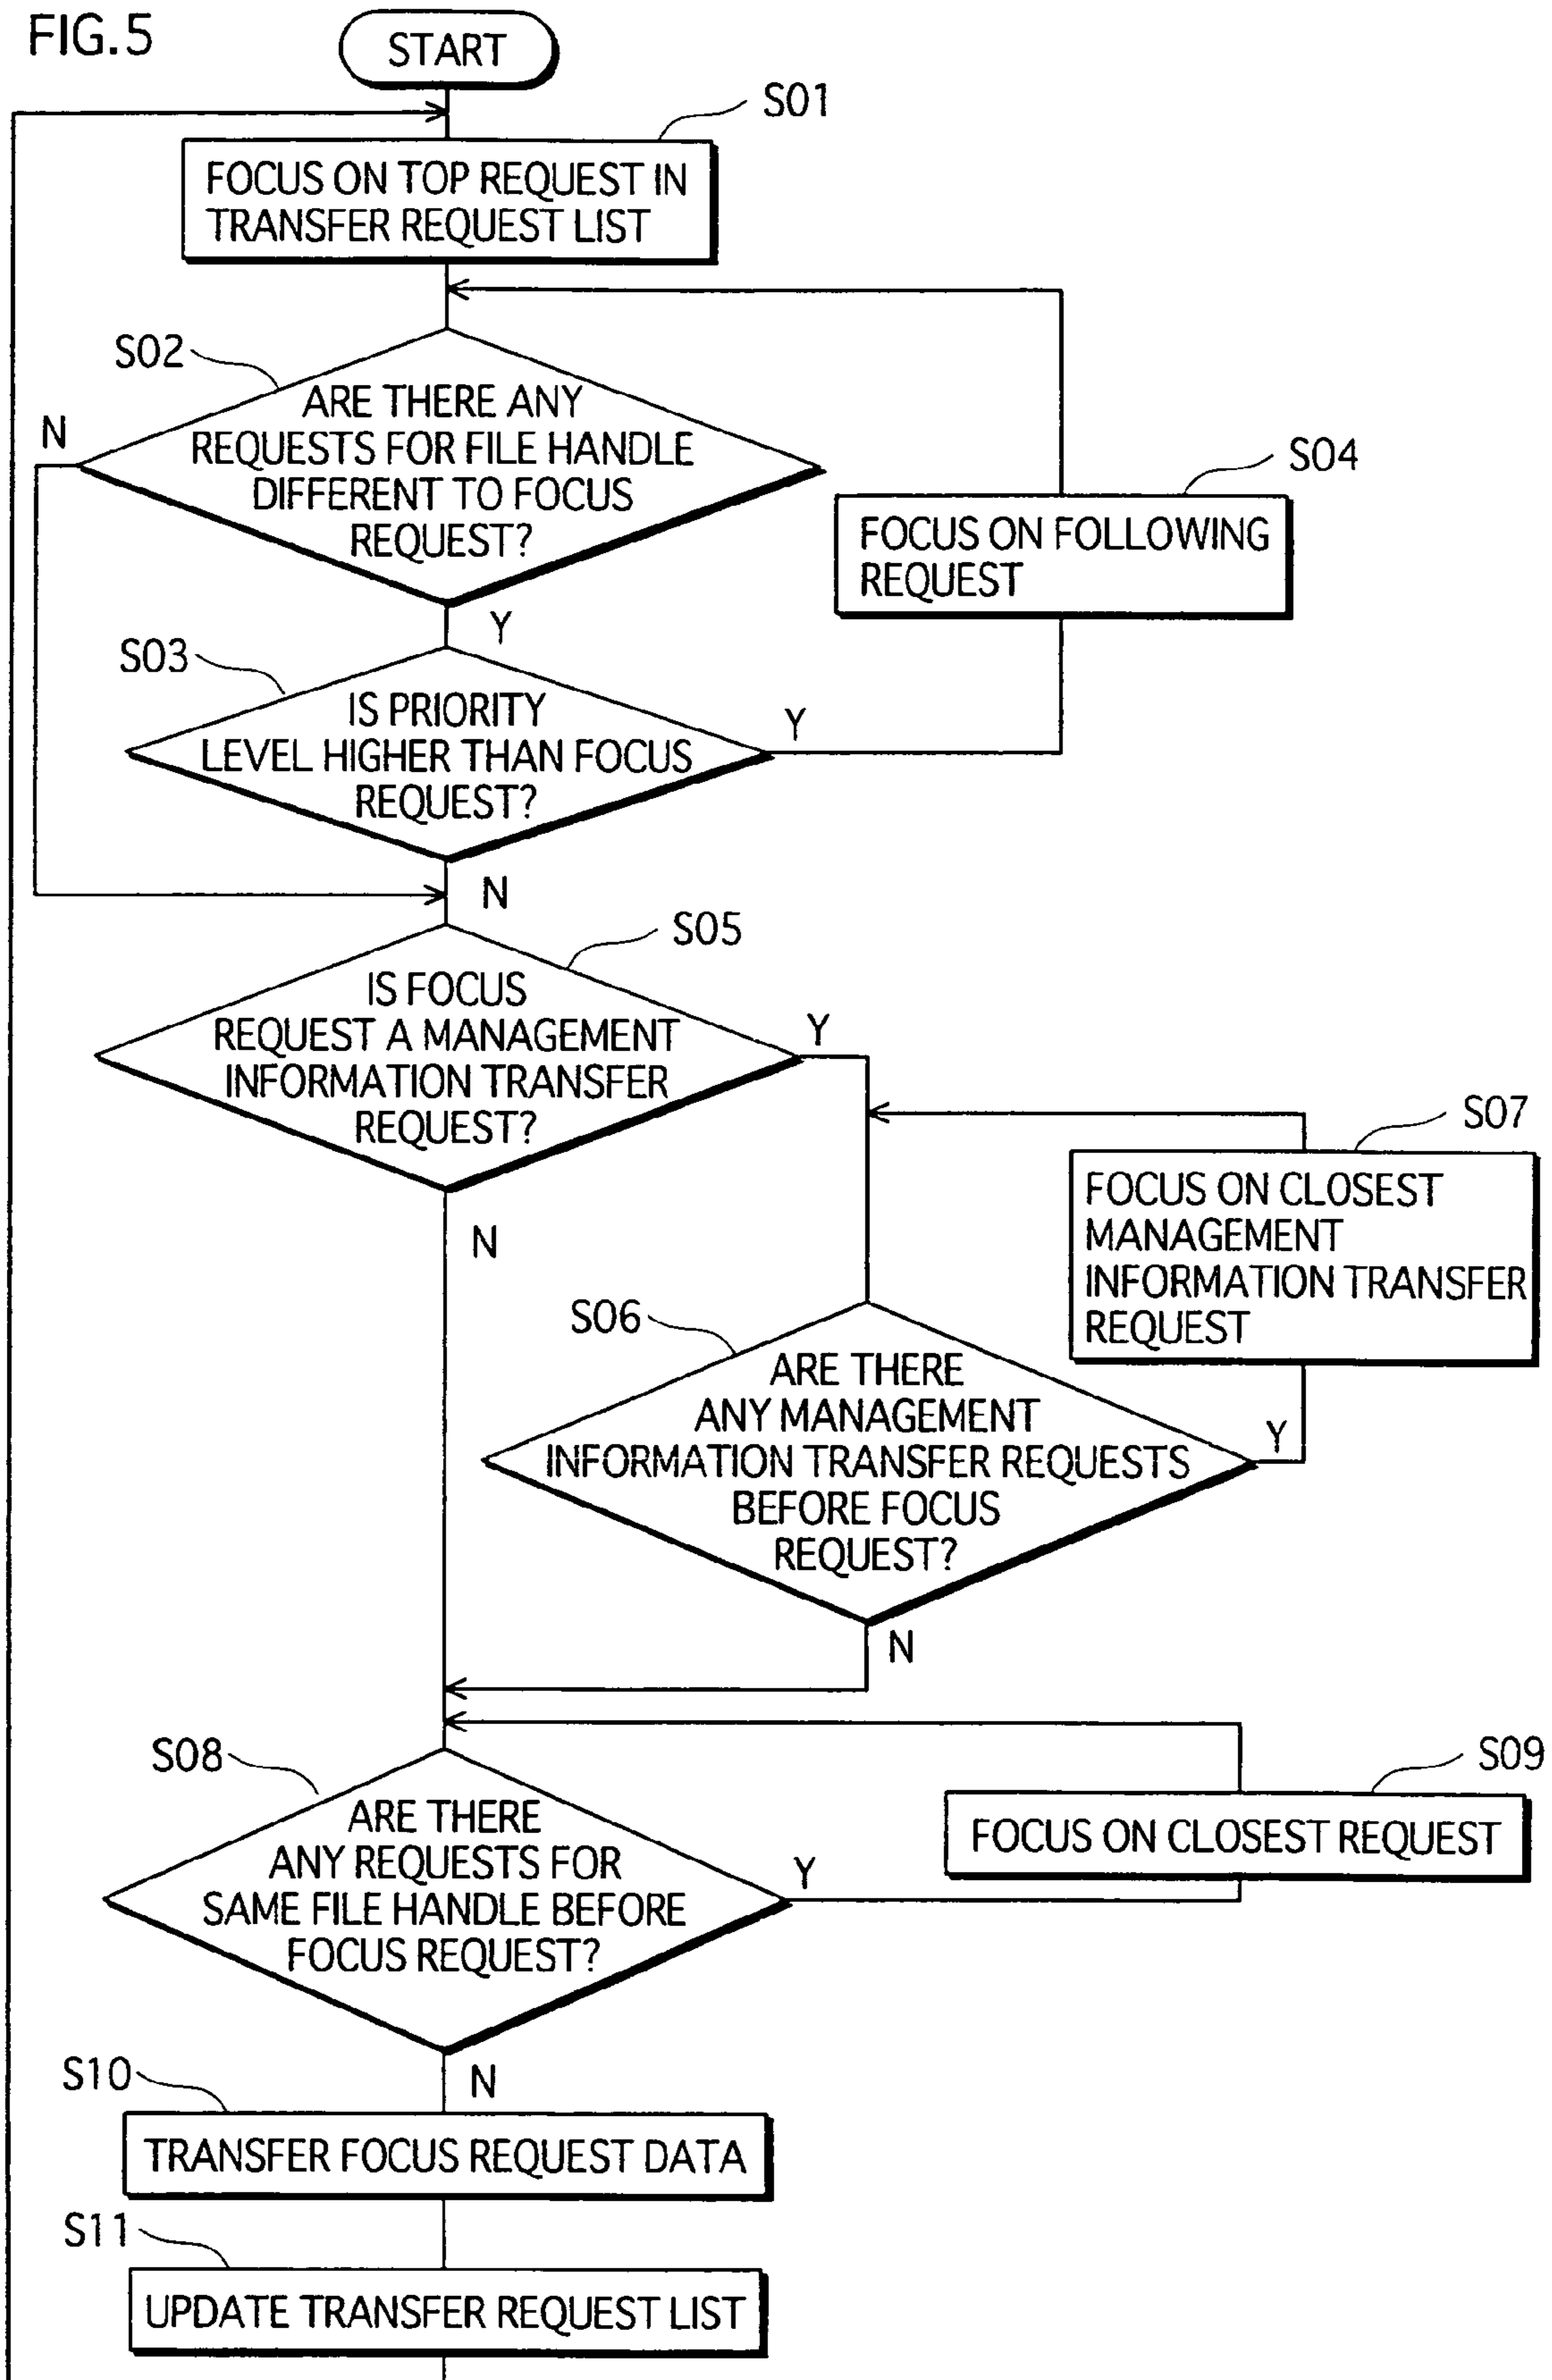 FIG.5
START
S01
FOCUS ON TOP REQUEST IN
TRANSFER REQUEST LIST
S02
ARE THERE ANY
REQUESTS FOR FILE HANDLE
DIFFERENT TO FOCUS
REQUEST?
N
Y
S04
FOCUS ON FOLLOWING
REQUEST
S03
IS PRIORITY
LEVEL HIGHER THAN FOCUS
REQUEST?
Y
N
S05
IS FOCUS
REQUEST A MANAGEMENT
INFORMATION TRANSFER
REQUEST?
Y
N
S07
FOCUS ON CLOSEST
MANAGEMENT
INFORMATION TRANSFER
REQUEST
S06
ARE THERE
ANY MANAGEMENT
INFORMATION TRANSFER REQUESTS
BEFORE FOCUS
REQUEST?
Y
N
S08
ARE THERE
ANY REQUESTS FOR
SAME FILE HANDLE BEFORE
FOCUS REQUEST?
Y
N
S09
FOCUS ON CLOSEST REQUEST
S10
TRANSFER FOCUS REQUEST DATA
S11
UPDATE TRANSFER REQUEST LIST